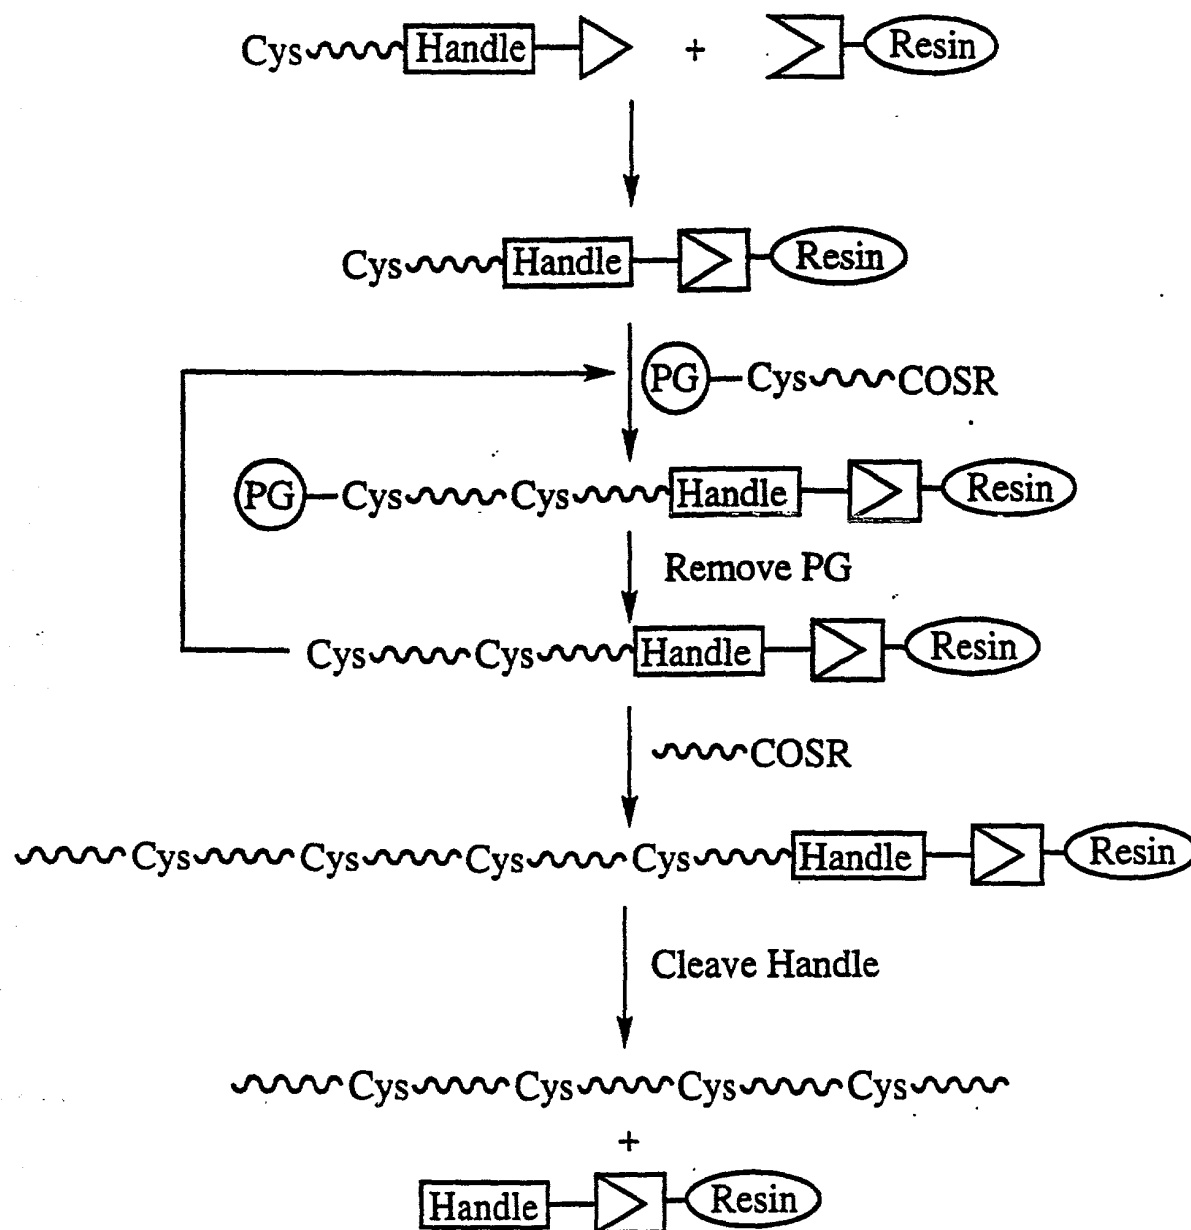 Cys Handle + Resin
Cys Handle Resin
PG Cys COSR
PG Cys Cys Handle Resin
Remove PG
Cys Cys Handle Resin
COSR
Cys Cys Cys Cys Handle Resin
Cleave Handle
Cys Cys Cys Cys
+
Handle Resin